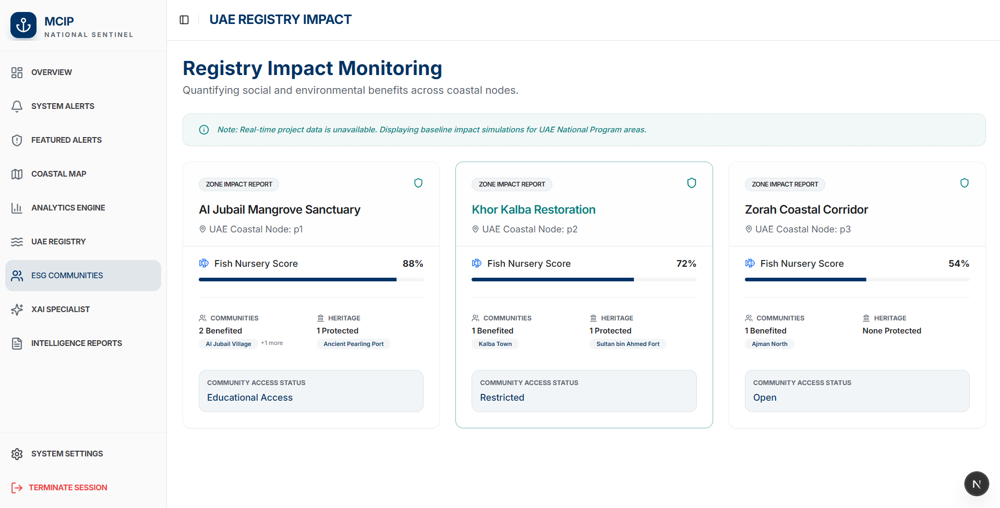 MCIP
NATIONAL SENTINEL
OVERVIEW
SYSTEM ALERTS
FEATURED ALERTS
COASTAL MAP
ANALYTICS ENGINE
UAE REGISTRY
ESG COMMUNITIES
XAI SPECIALIST
INTELLIGENCE REPORTS
SYSTEM SETTINGS
TERMINATE SESSION
UAE REGISTRY IMPACT
Registry Impact Monitoring
Quantifying social and environmental benefits across coastal nodes.
Note: Real-time project data is unavailable. Displaying baseline impact simulations for UAE National Program areas.
ZONE IMPACT REPORT
Al Jubail Mangrove Sanctuary
UAE Coastal Node: p1
Fish Nursery Score 88%
COMMUNITIES
2 Benefited
Al Jubail Village +1 more
HERITAGE
1 Protected
Ancient Pearling Port
COMMUNITY ACCESS STATUS
Educational Access
ZONE IMPACT REPORT
Khor Kalba Restoration
UAE Coastal Node: p2
Fish Nursery Score 72%
COMMUNITIES
1 Benefited
Kalba Town
HERITAGE
1 Protected
Sultan bin Ahmed Fort
COMMUNITY ACCESS STATUS
Restricted
ZONE IMPACT REPORT
Zorah Coastal Corridor
UAE Coastal Node: p3
Fish Nursery Score 54%
COMMUNITIES
1 Benefited
Ajman North
HERITAGE
None Protected
COMMUNITY ACCESS STATUS
Open
N